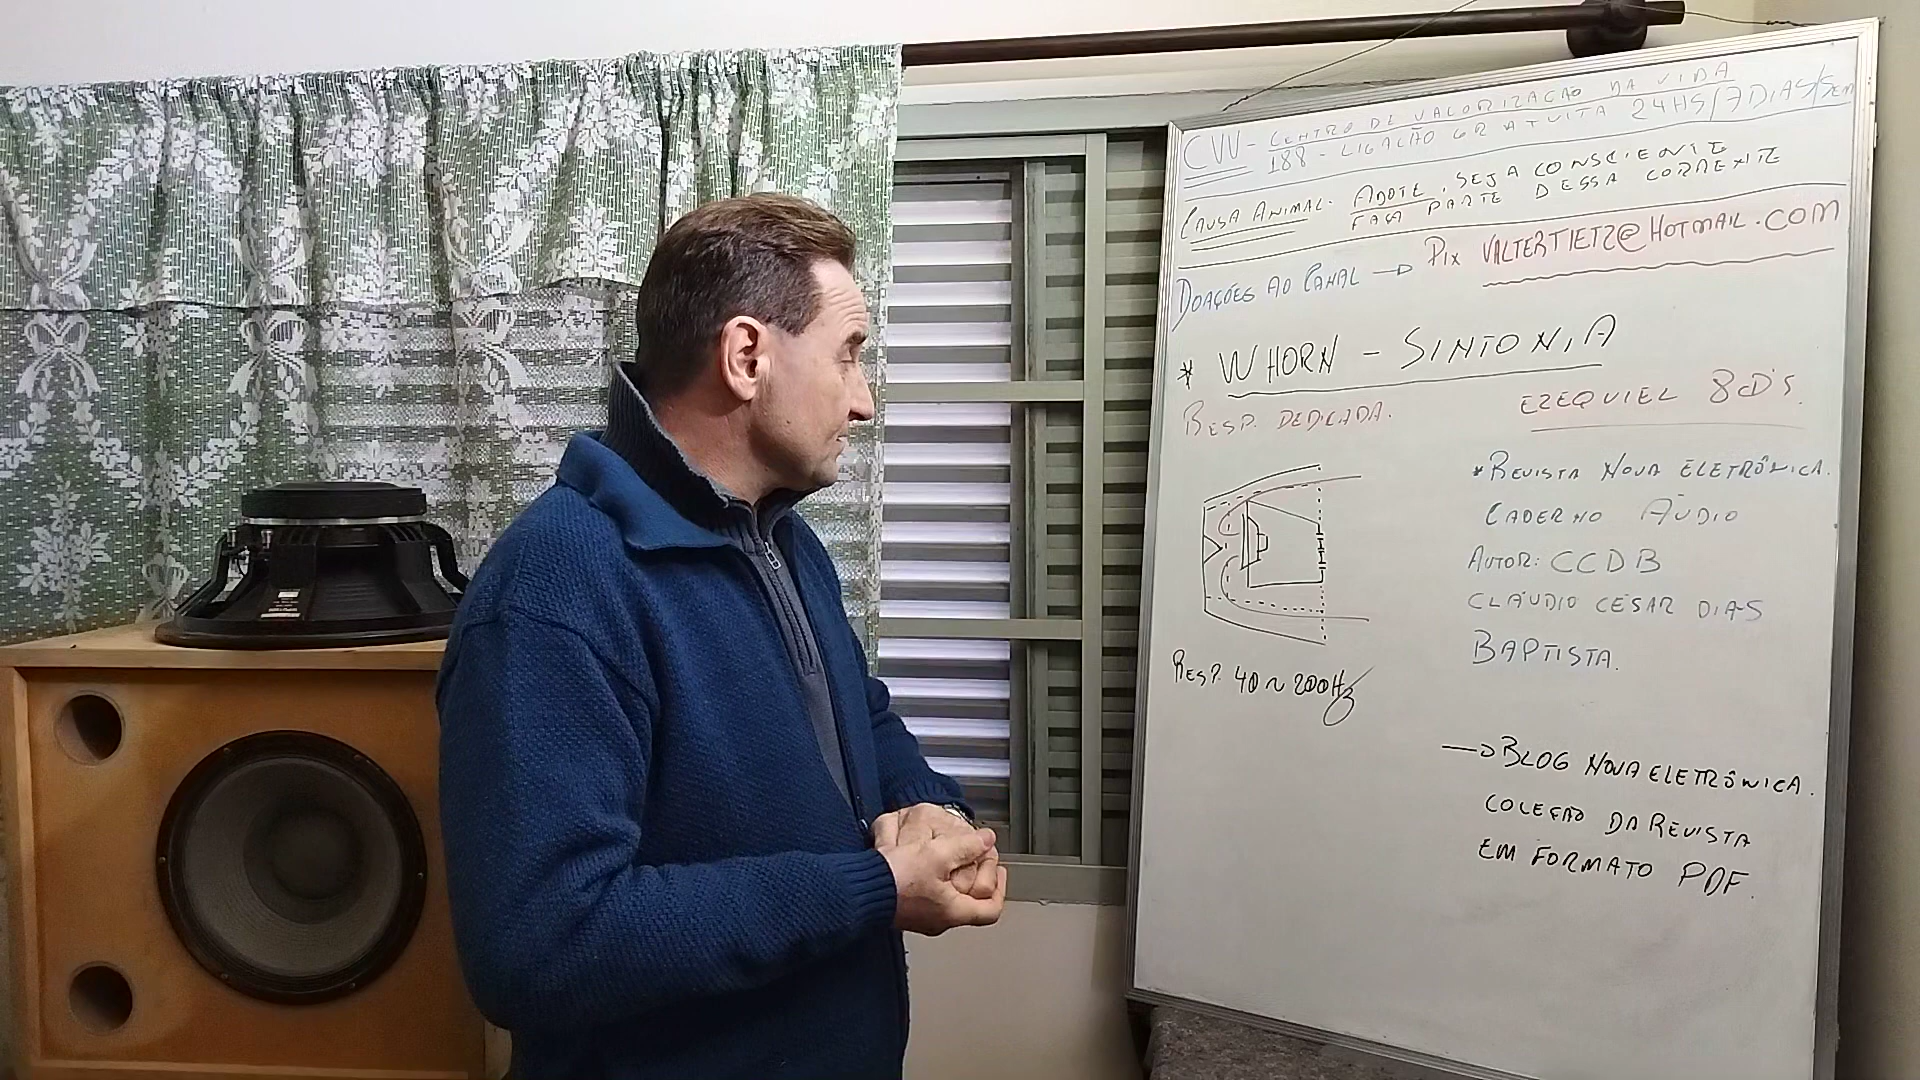 CVV - CENTRO DE VALORIZAÇÃO DA VIDA
188 - LIGAÇÃO GRATUITA 24HS/7DIAS/SEM
CAUSA ANIMAL. ADOTE, SEJA CONSCIENTE
FAÇA PARTE DESSA CORRENTE
DOAÇÕES AO CANAL → PIX VALTERTIETZ@HOTMAIL.COM
* W HORN - SINTONIA
RESP. DEDICADA.
EZEQUIEL 8CD'S.
* REVISTA NOVA ELETRÔNICA.
CADERNO ÁUDIO
AUTOR: CCDB
CLÁUDIO CÉSAR DIAS
BAPTISTA.
RESP. 40 ~ 200Hz
→ BLOG NOVA ELETRÔNICA.
COLEÇÃO DA REVISTA
EM FORMATO PDF.